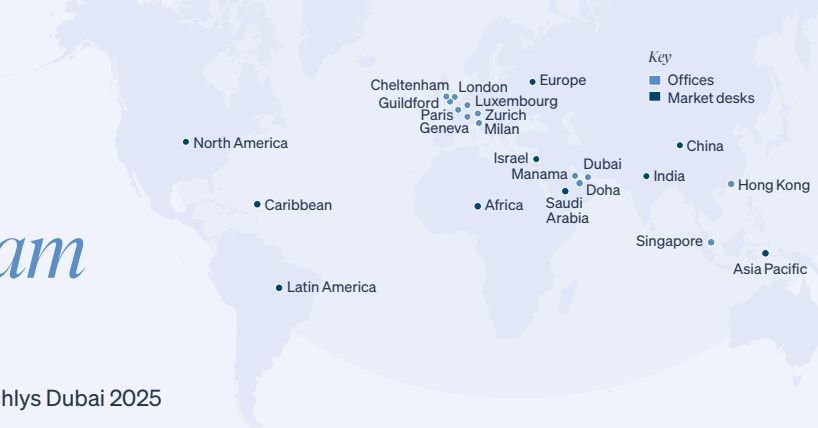 Key
Offices
Market desks
Cheltenham
London
Europe
Guildford
Luxembourg
Paris
Zurich
Geneva
Milan
North America
Israel
China
Manama
Dubai
India
Doha
Hong Kong
Caribbean
Africa
Saudi
Arabia
Singapore
am
Asia Pacific
Latin America
hlys Dubai 2025